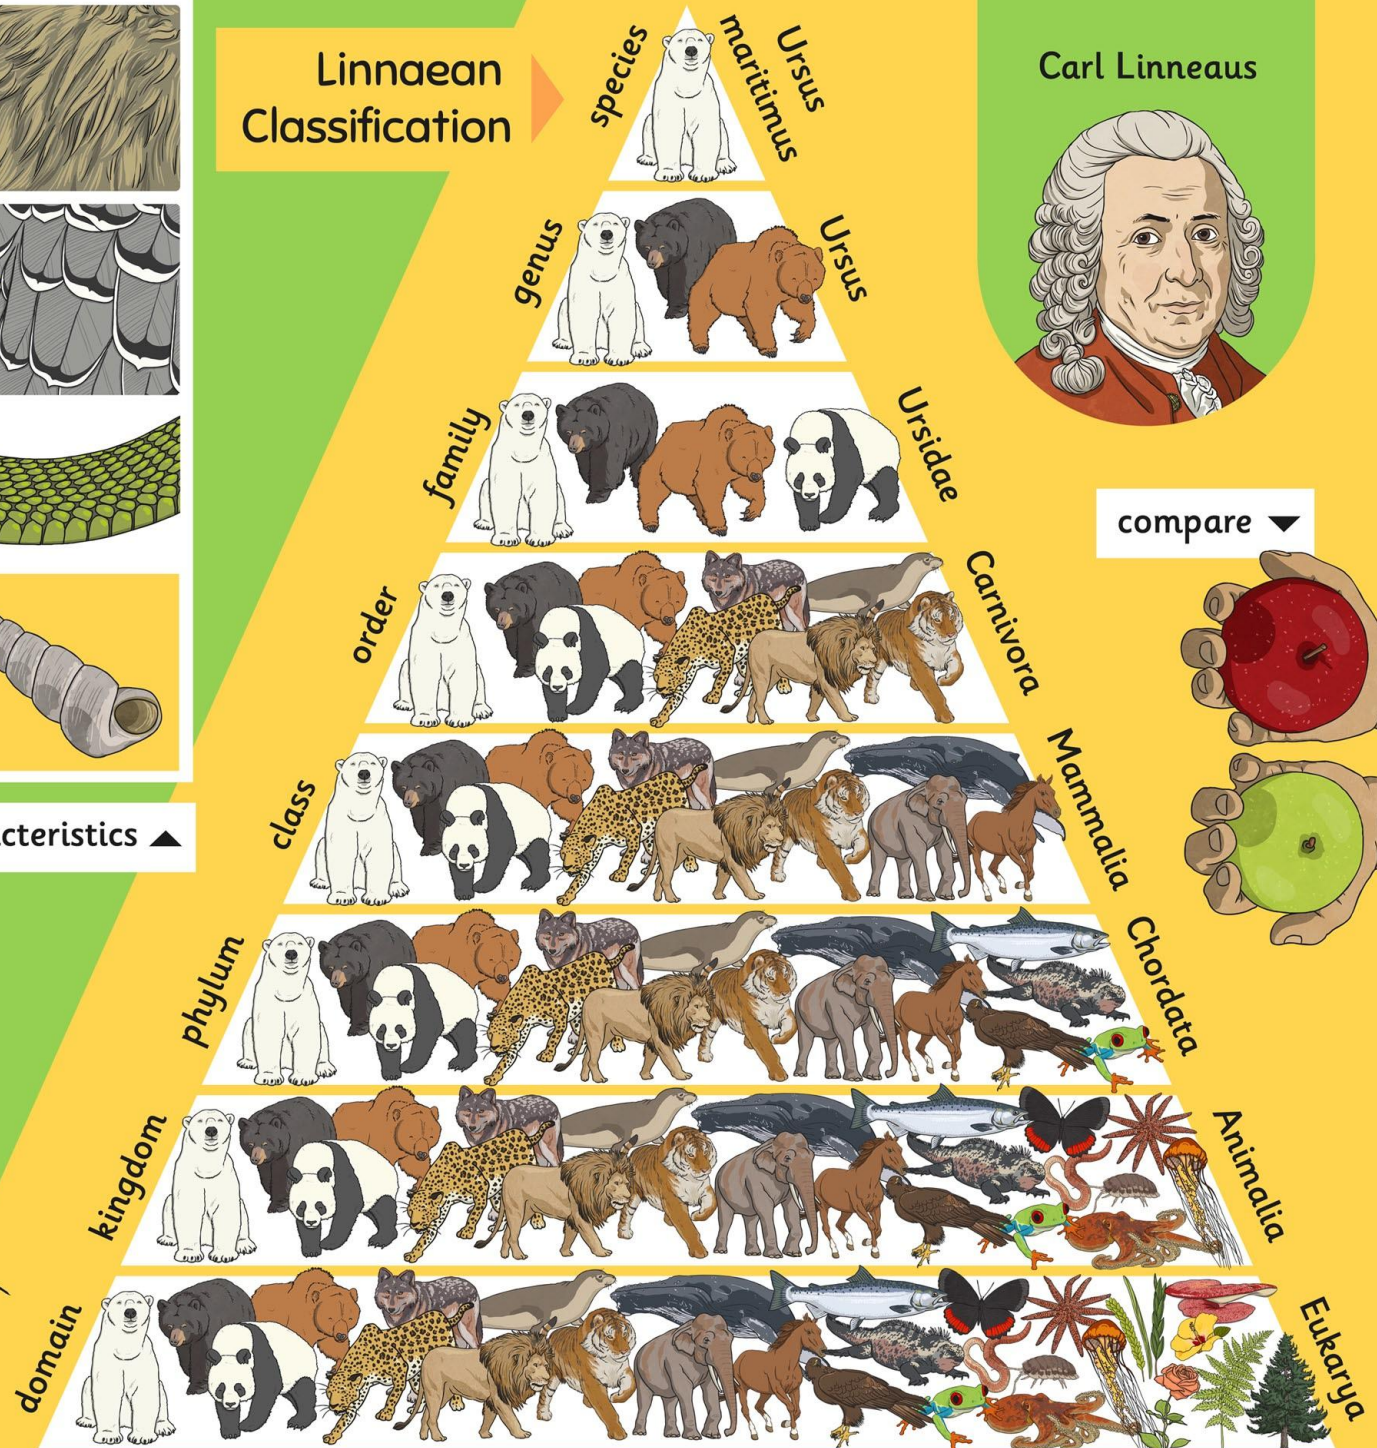 Linnaean
Classification
species
Ursus
maritimus
Carl Linneaus
genus
Ursus
family
Ursidae
compare
order
Carnivora
class
Mammalia
cteristics
phylum
Chordata
kingdom
Animalia
domain
Eukarya